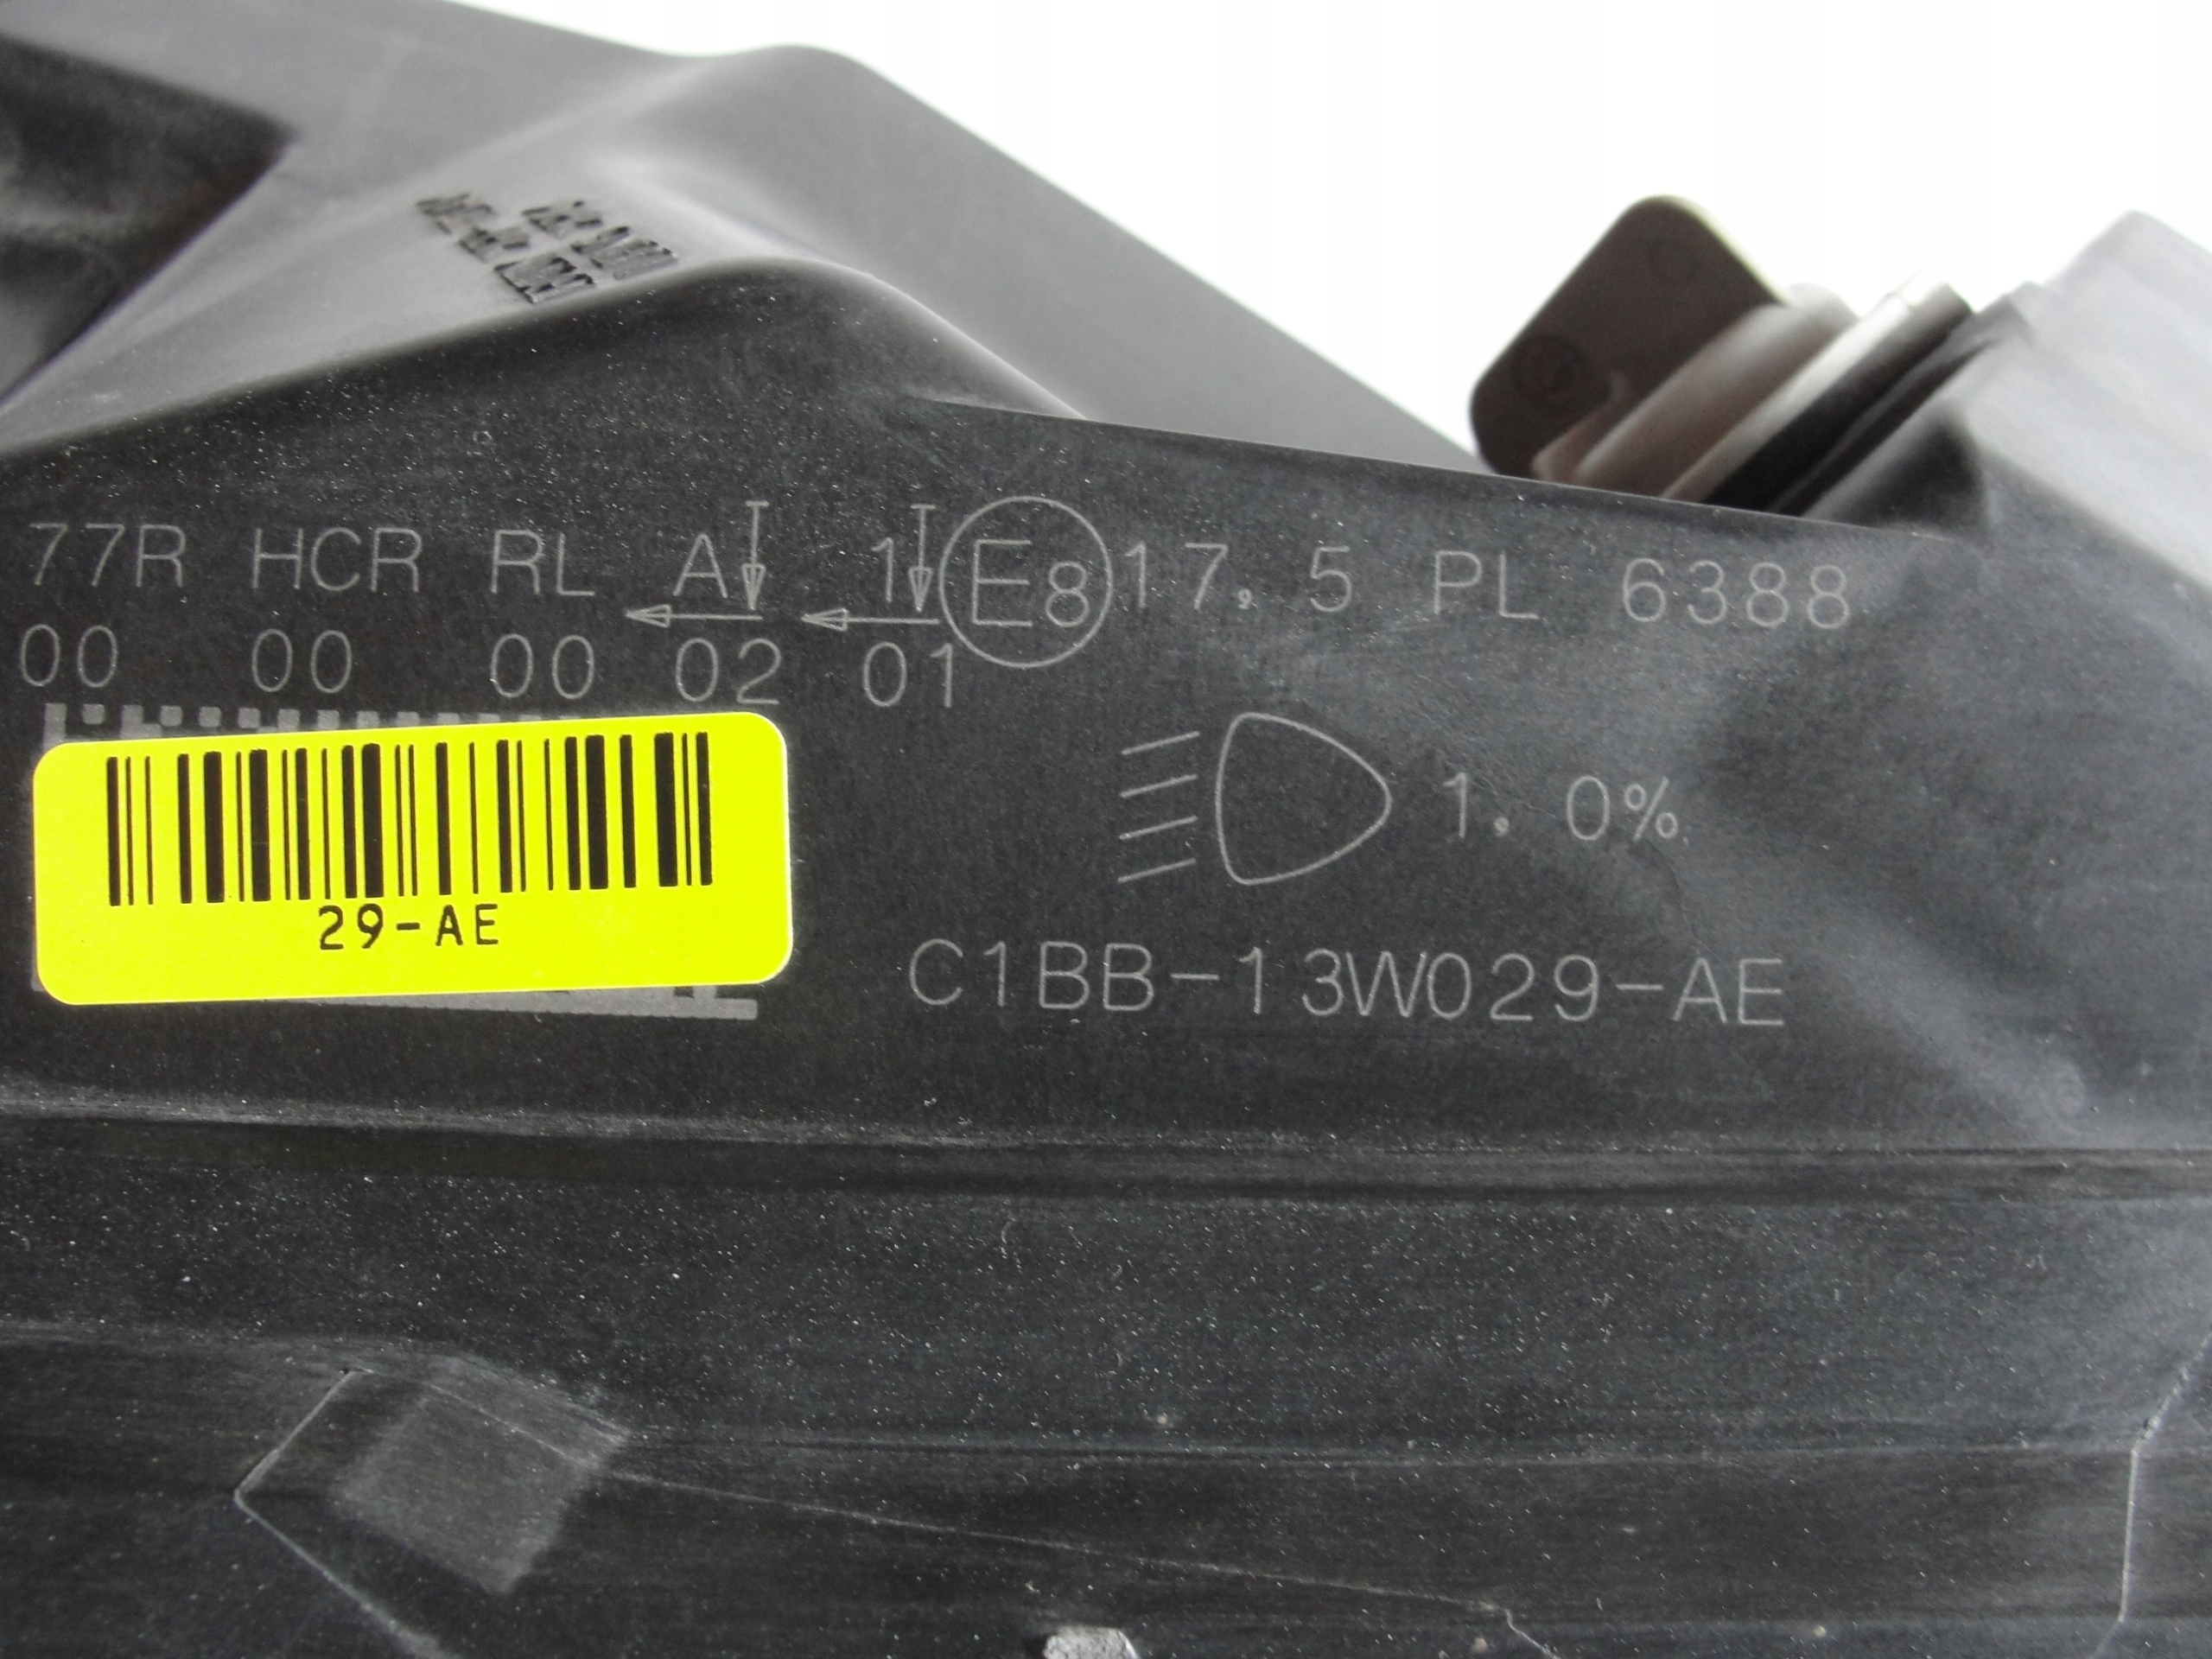 77R HCR RL A 1 E8 17.5 PL 6388
00 00 00 02 01
1.0%
29-AE
C1BB-13W029-AE